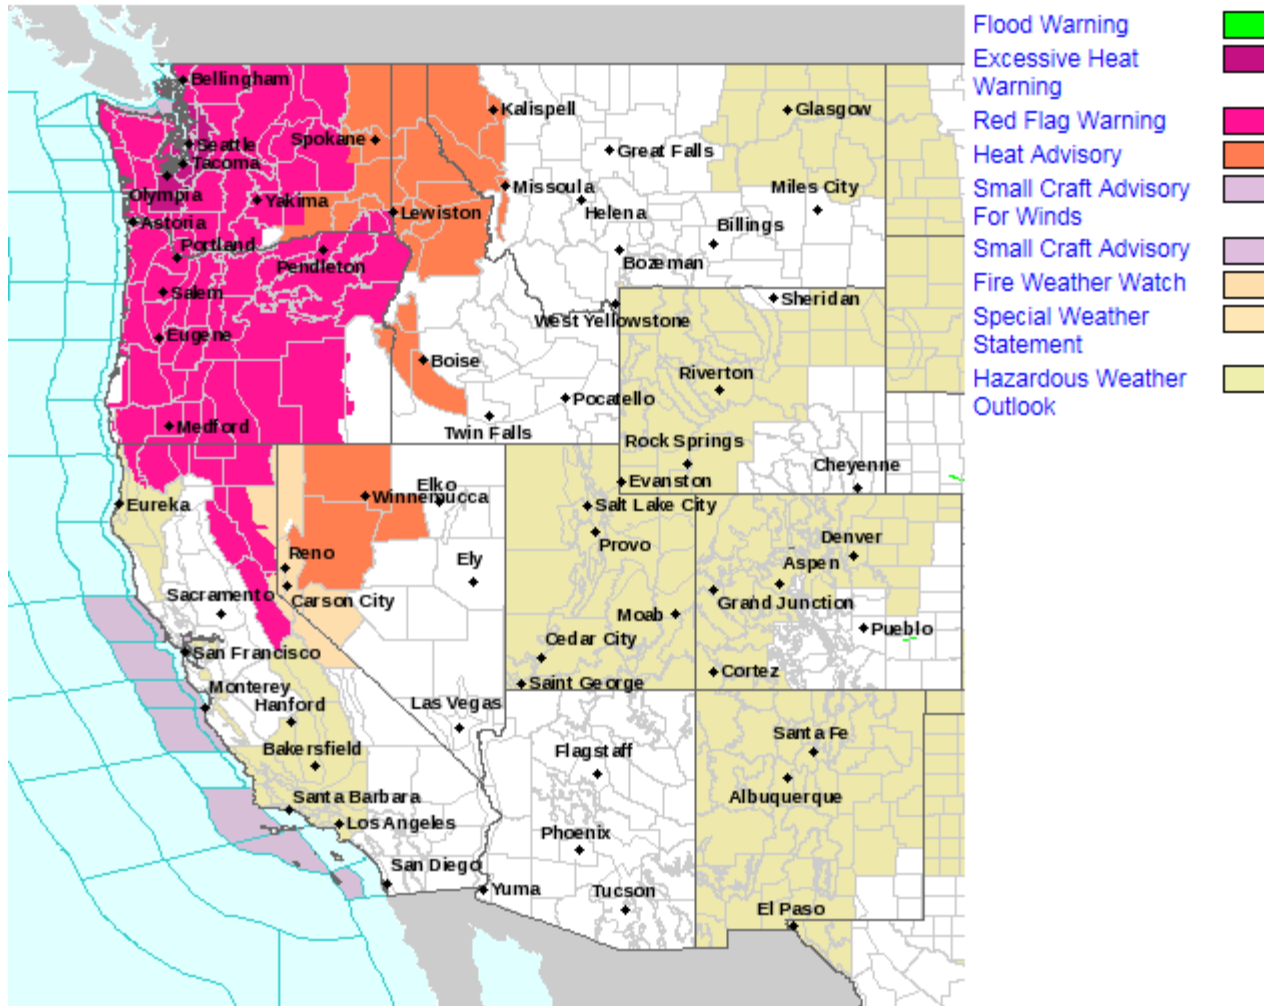 Flood Warning
Excessive Heat
Warning
Red Flag Warning
Heat Advisory
Small Craft Advisory
For Winds
Small Craft Advisory
Fire Weather Watch
Special Weather
Statement
Hazardous Weather
Outlook
Bellingham
Kalispell
Glasgow
Spokane
Seattle
Great Falls
Tacoma
Missoula
Miles City
Olympia
Yakima
Helena
Lewiston
Astoria
Billings
Portland
Bozeman
Pendleton
Salem
Sheridan
West Yellowstone
Eugene
Boise
Riverton
Pocatello
Medford
Twin Falls
Rock Springs
Cheyenne
Evanston
Elko
Winnemucca
Eureka
Salt Lake City
Denver
Provo
Reno
Ely
Aspen
Sacramento
Carson City
Grand Junction
Moab
Pueblo
Cedar City
San Francisco
Cortez
Saint George
Monterey
Hanford
Las Vegas
Santa Fe
Bakersfield
Flagstaff
Albuquerque
Santa Barbara
Los Angeles
Phoenix
San Diego
Yuma
Tucson
El Paso